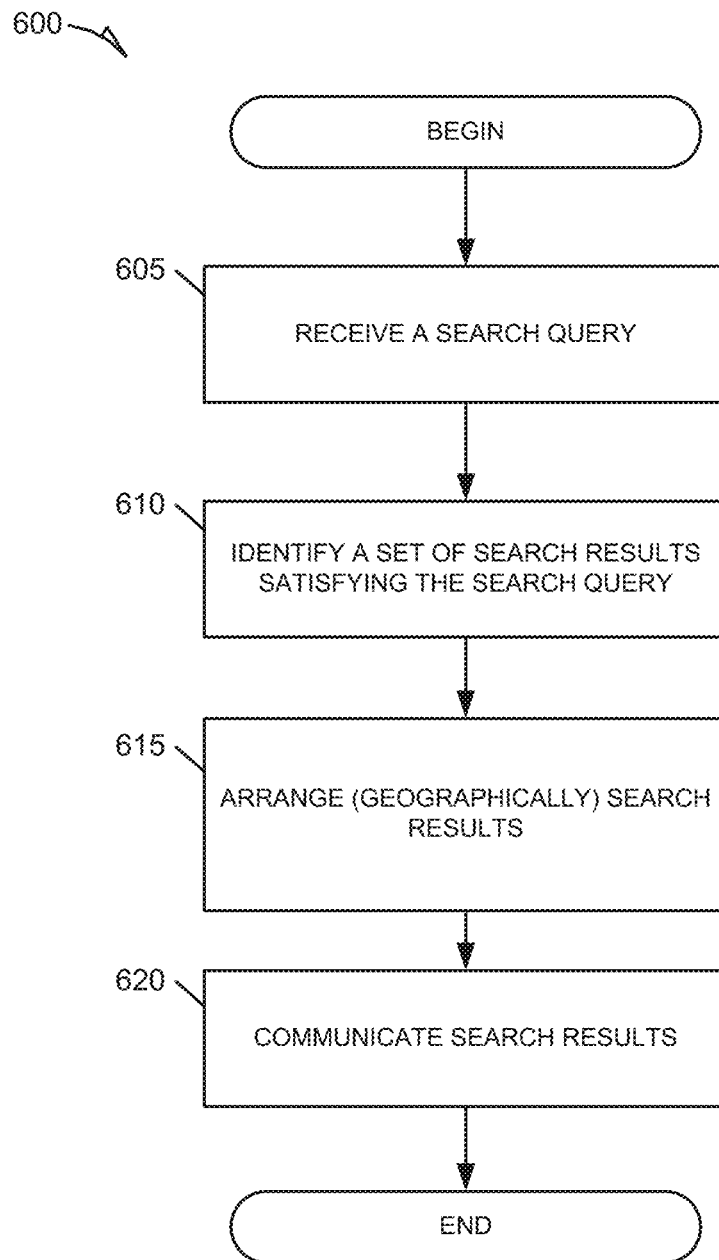 600
BEGIN
605
RECEIVE A SEARCH QUERY
610
IDENTIFY A SET OF SEARCH RESULTS
SATISFYING THE SEARCH QUERY
615
ARRANGE (GEOGRAPHICALLY) SEARCH
RESULTS
620
COMMUNICATE SEARCH RESULTS
END